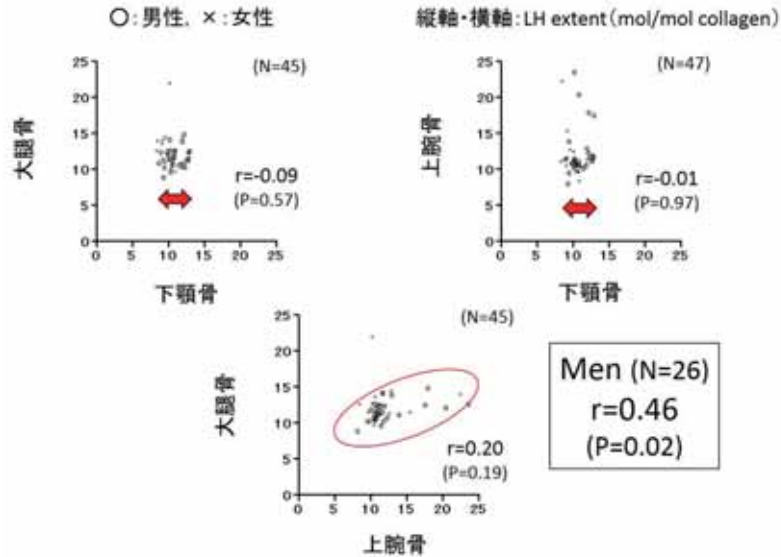 ○:男性, ×:女性
縦軸・横軸:LH extent(mol/mol collagen)
(N=45)
大腿骨
25
20
15
10
5
0
r=-0.09
(P=0.57)
0 5 10 15 20 25
下顎骨
(N=47)
上腕骨
25
20
15
10
5
0
r=-0.01
(P=0.97)
0 5 10 15 20 25
下顎骨
(N=45)
大腿骨
25
20
15
10
5
0
r=0.20
(P=0.19)
0 5 10 15 20 25
上腕骨
Men (N=26)
r=0.46
(P=0.02)